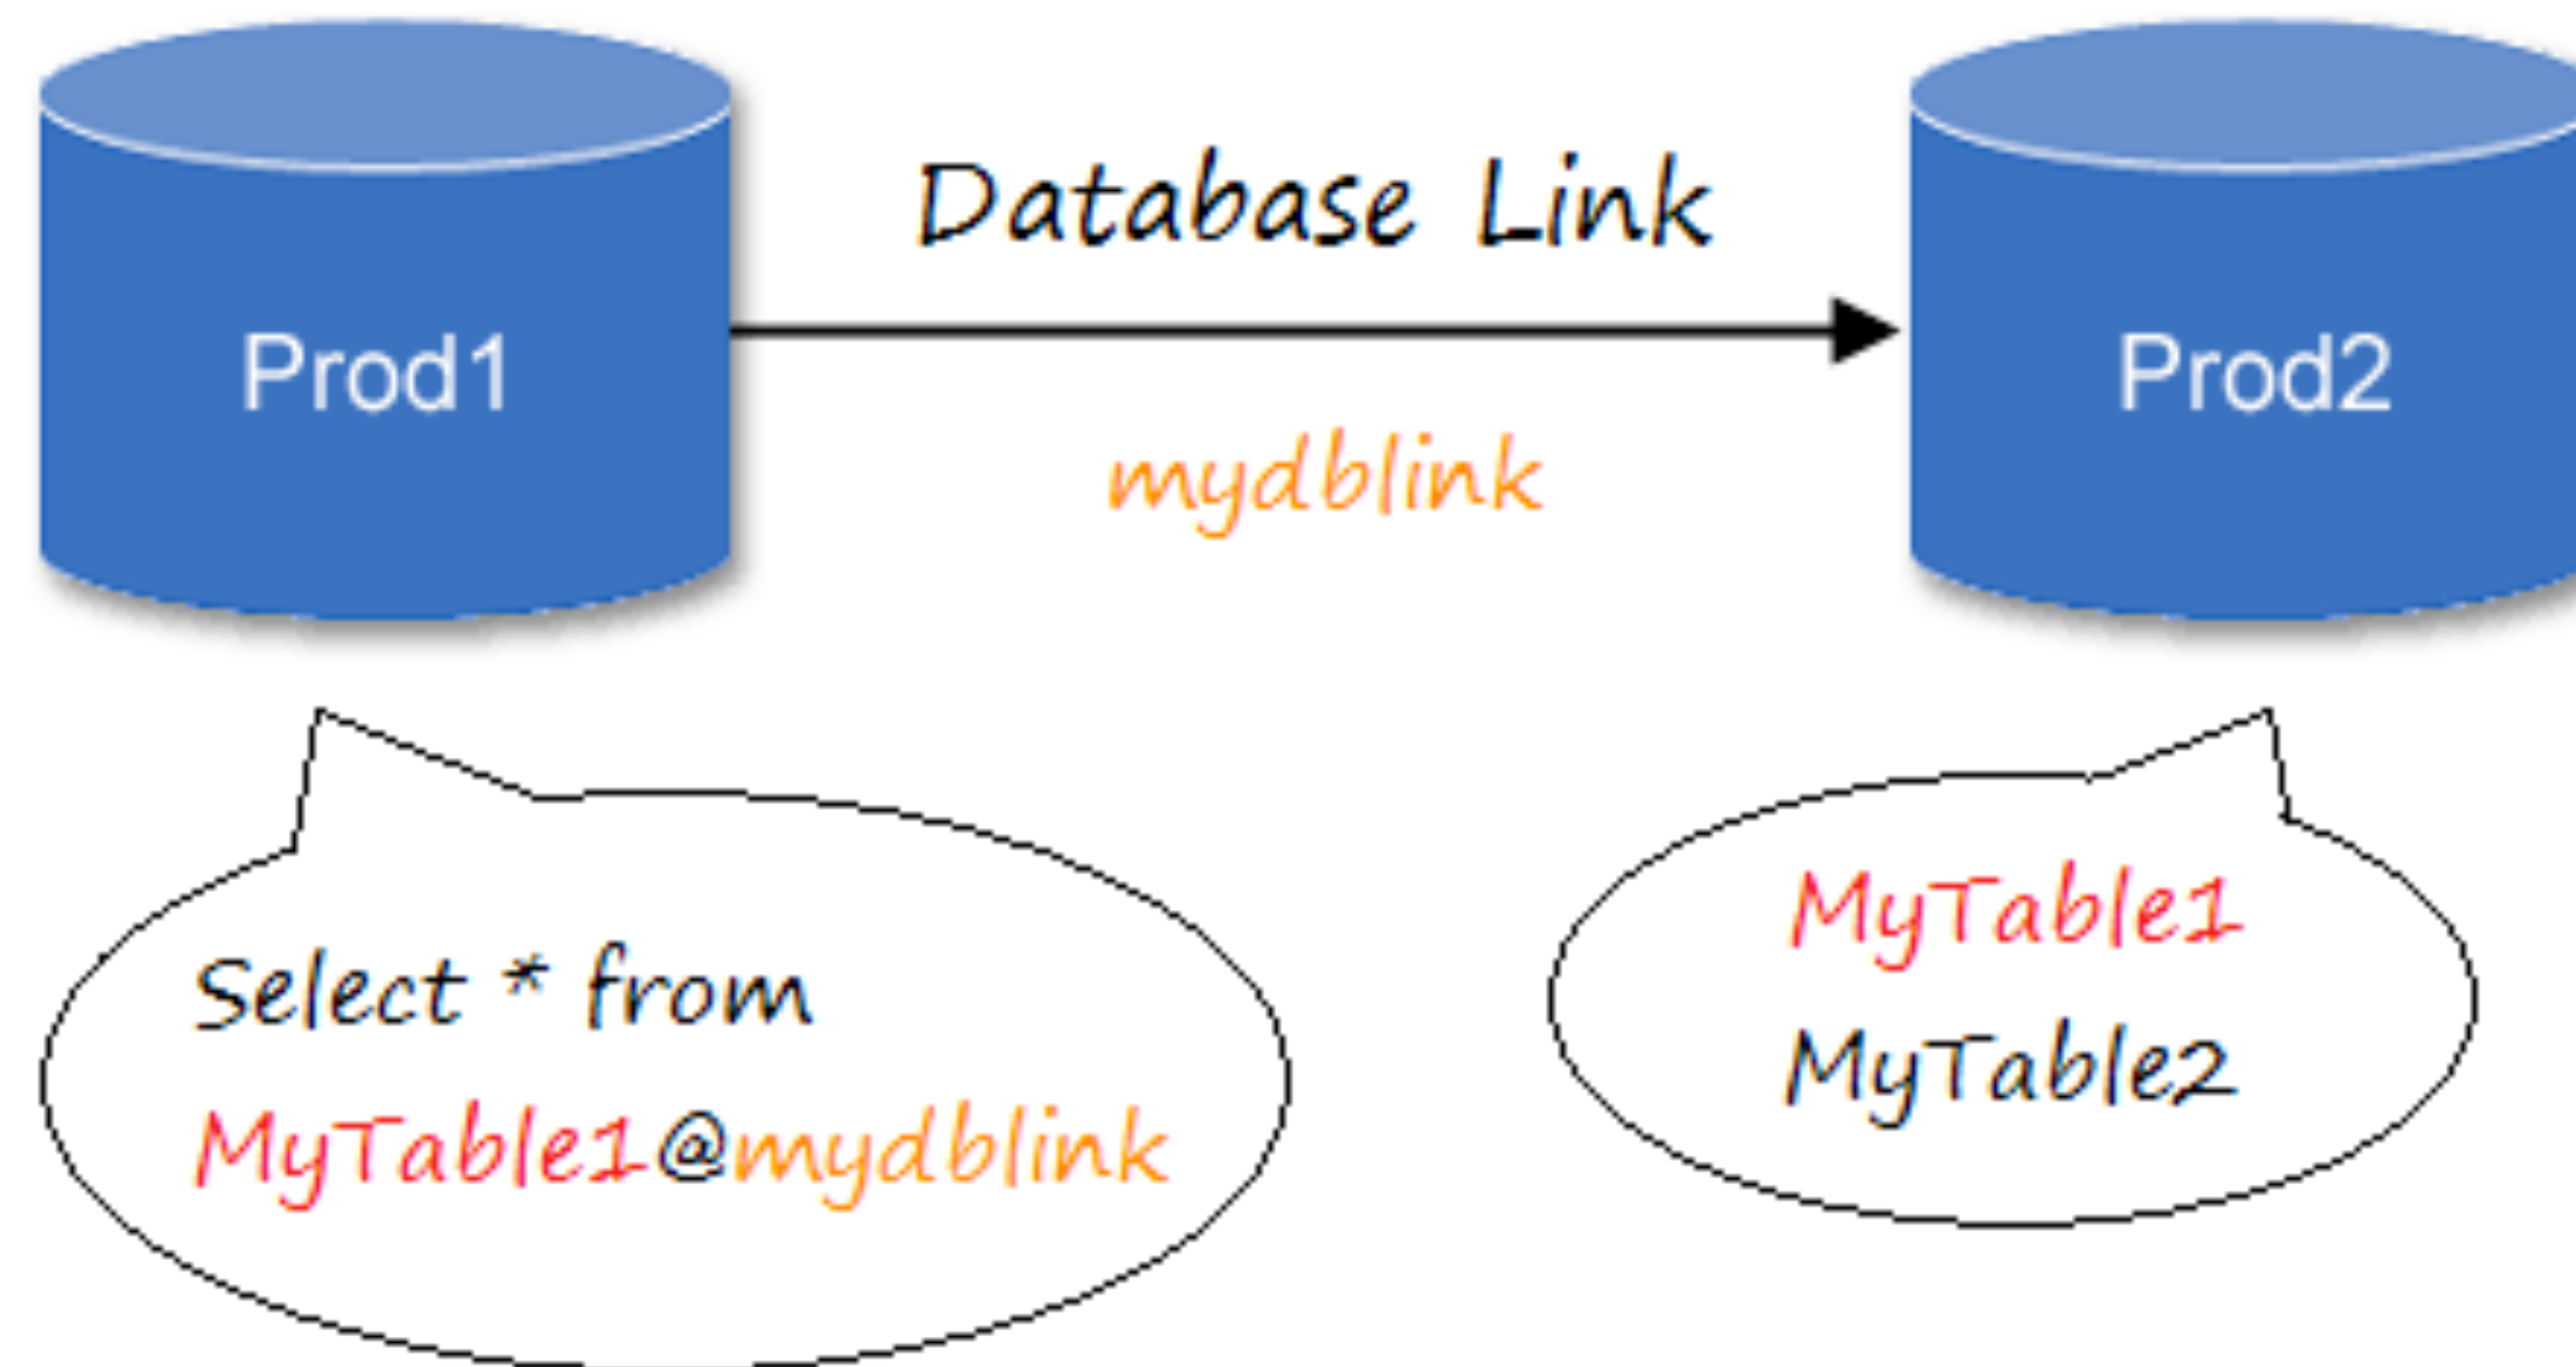 Database Link
Prod1
Prod2
mydblink
Select * from
MyTable1@mydblink
MyTable1
MyTable2